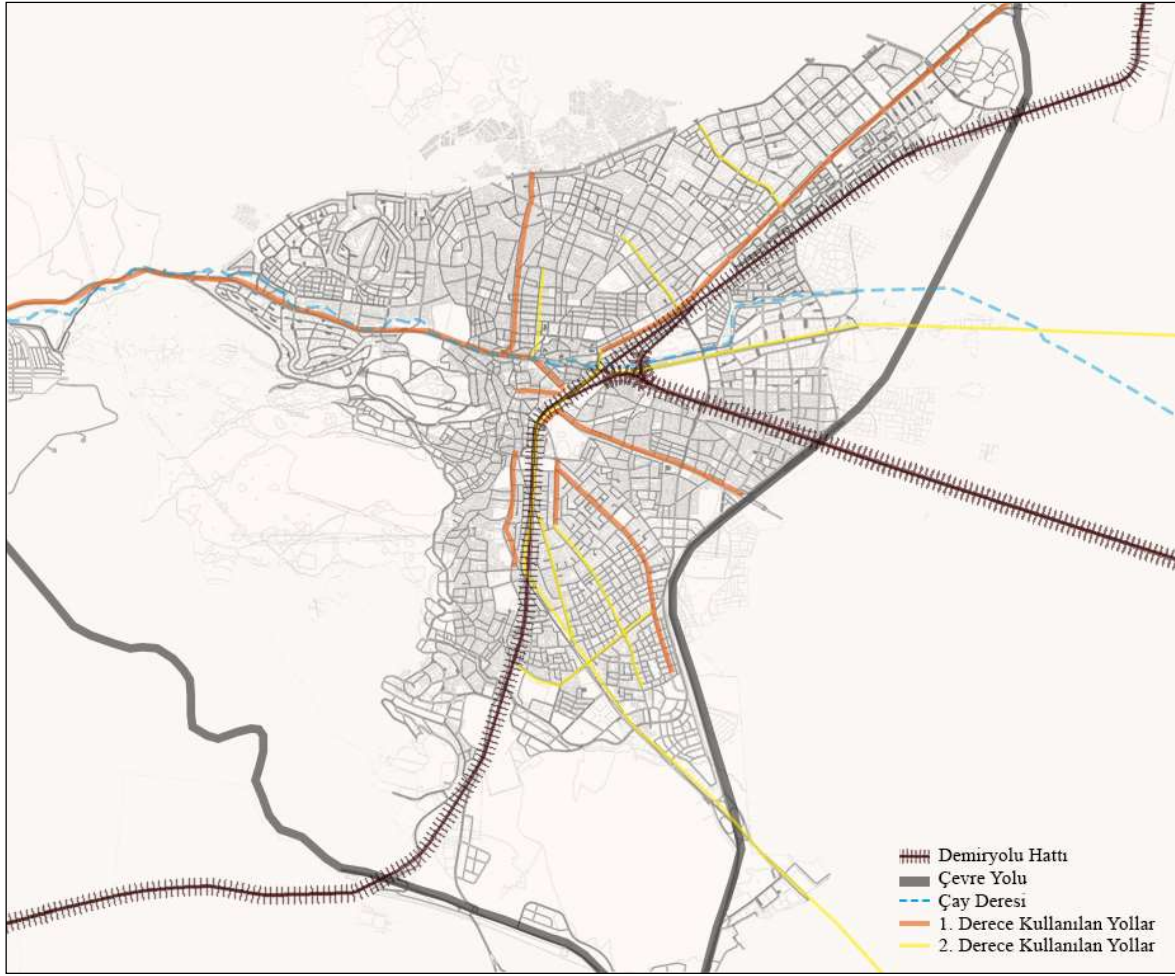 Demiryolu Hattı
Çevre Yolu
Çay Deresi
1. Derece Kullanılan Yollar
2. Derece Kullanılan Yollar